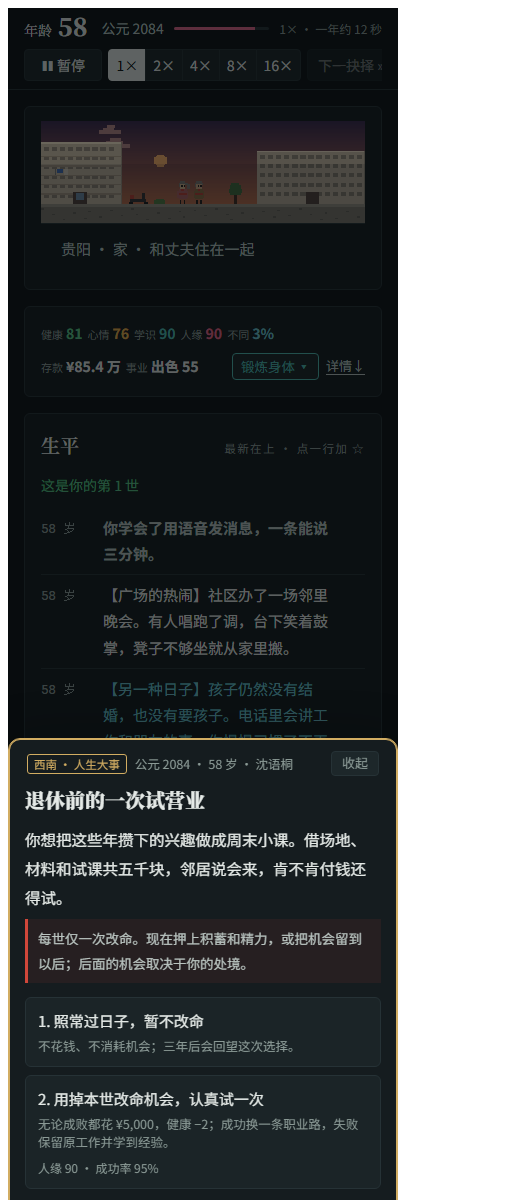 年龄 58 公元 2084 1× · 一年约 12 秒
暂停 1× 2× 4× 8× 16× 下一抉择 »
贵阳 · 家 · 和丈夫住在一起
健康 81 心情 76 学识 90 人缘 90 不同 3%
存款 ¥85.4 万 事业 出色 55 锻炼身体 ▾ 详情↓
生平 最新在上 · 点一行加 ☆
这是你的第 1 世
58 岁 你学会了用语音发消息，一条能说
三分钟。
58 岁 【广场的热闹】社区办了一场邻里
晚会。有人唱跑了调，台下笑着鼓
掌，凳子不够坐就从家里搬。
58 岁 【另一种日子】孩子仍然没有结
婚，也没有要孩子。电话里会讲工
西南 · 人生大事 公元 2084 · 58 岁 · 沈语桐 收起
退休前的一次试营业
你想把这些年攒下的兴趣做成周末小课。借场地、
材料和试课共五千块，邻居说会来，肯不肯付钱还
得试。
每世仅一次改命。现在押上积蓄和精力，或把机会留到
以后；后面的机会取决于你的处境。
1. 照常过日子，暂不改命
不花钱、不消耗机会；三年后会回望这次选择。
2. 用掉本世改命机会，认真试一次
无论成败都花 ¥5,000，健康 −2；成功换一条职业路，失败
保留原工作并学到经验。
人缘 90 · 成功率 95%